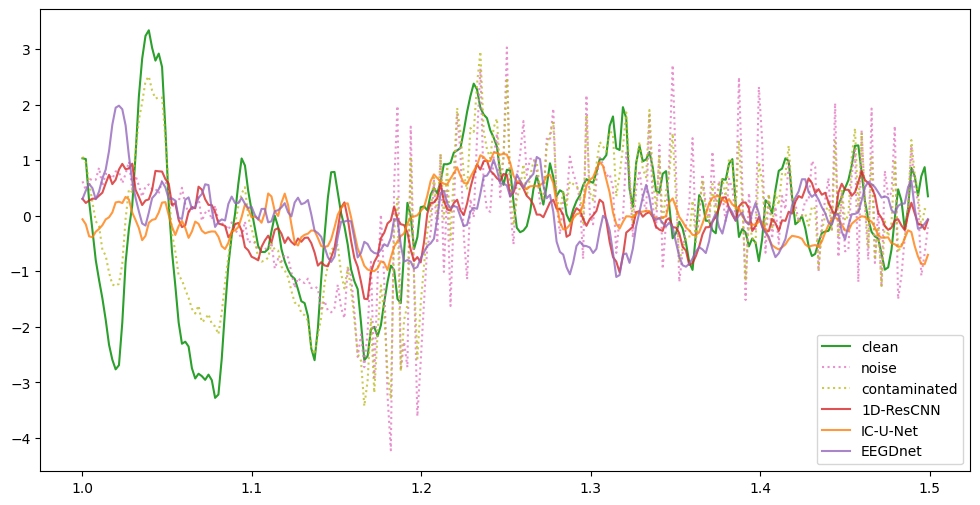 3
2
1
0
−1
−2
−3
−4
1.0
1.1
1.2
1.3
1.4
1.5
clean
noise
contaminated
1D-ResCNN
IC-U-Net
EEGDnet